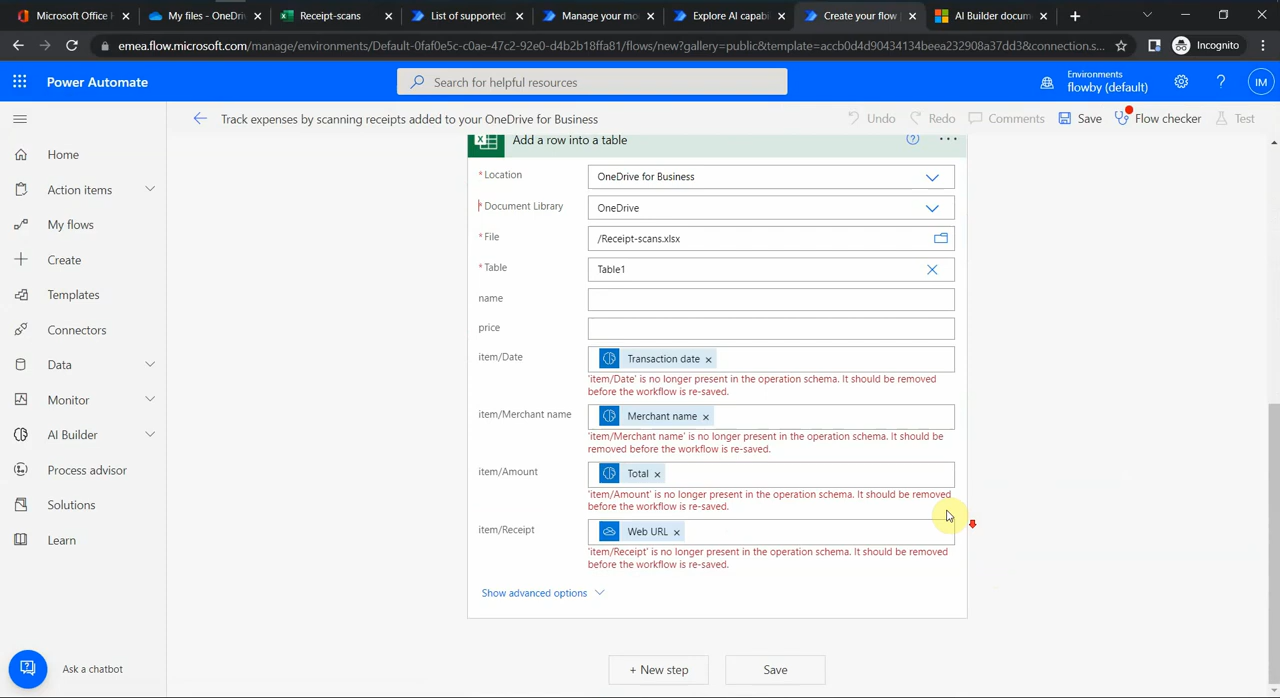 Microsoft Office H
My files - OneDri
Receipt-scans
List of supported
Manage your mo
Explore AI capabi
Create your flow |
AI Builder docum
emea.flow.microsoft.com/manage/environments/Default-0faf0e5c-c0ae-47c2-92e0-d4b2b18ffa81/flows/new?gallery=public&template=accb0d4d90434134beea232908a37dd3&connection.s...
Incognito
Power Automate
Search for helpful resources
Environments
flowby (default)
?
IM
Track expenses by scanning receipts added to your OneDrive for Business
Undo
Redo
Comments
Save
Flow checker
Test
Home
Action items
My flows
Create
Templates
Connectors
Data
Monitor
AI Builder
Process advisor
Solutions
Learn
Ask a chatbot
Add a row into a table
*Location
OneDrive for Business
*Document Library
OneDrive
*File
/Receipt-scans.xlsx
*Table
Table1
name
price
item/Date
Transaction date
'item/Date' is no longer present in the operation schema. It should be removed
before the workflow is re-saved.
item/Merchant name
Merchant name
'item/Merchant name' is no longer present in the operation schema. It should be
removed before the workflow is re-saved.
item/Amount
Total
'item/Amount' is no longer present in the operation schema. It should be removed
before the workflow is re-saved.
item/Receipt
Web URL
'item/Receipt' is no longer present in the operation schema. It should be removed
before the workflow is re-saved.
Show advanced options
+ New step
Save